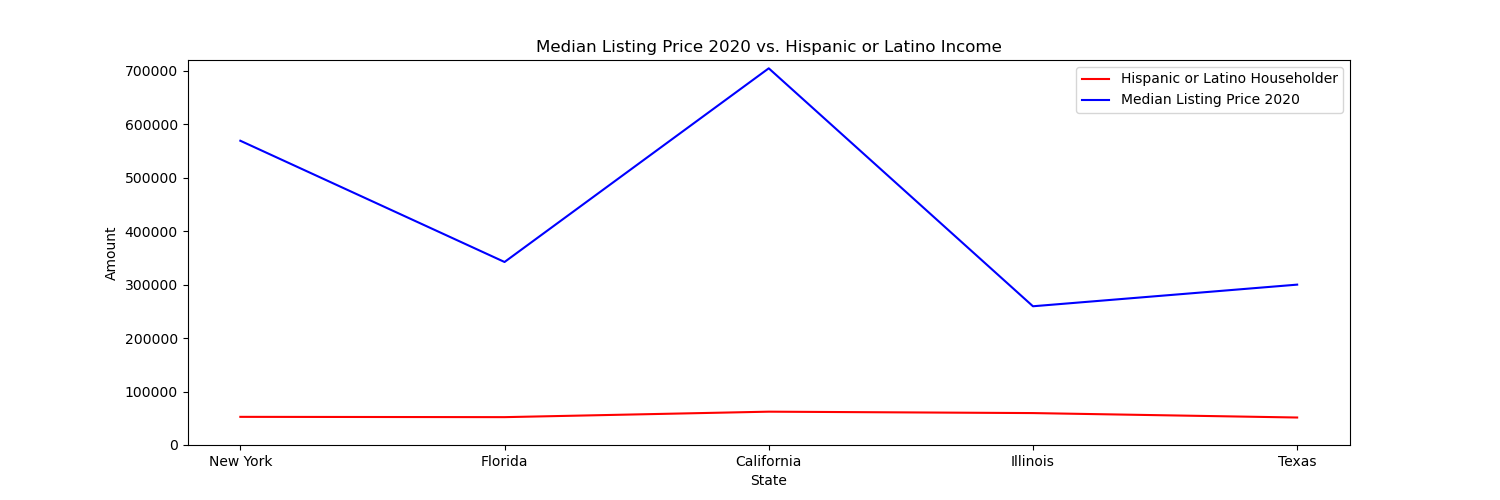 Median Listing Price 2020 vs. Hispanic or Latino Income
Hispanic or Latino Householder
Median Listing Price 2020
700000
600000
500000
400000
300000
200000
100000
0
Amount
New York Florida California Illinois Texas
State